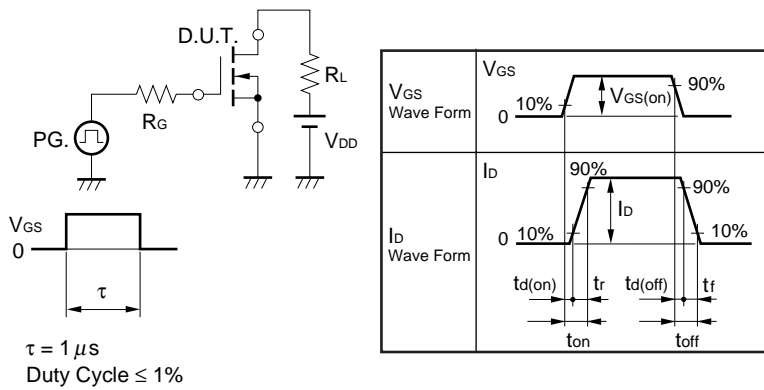 D.U.T.
RL
RG
PG.
VDD
VGS
0
τ
τ = 1 μs
Duty Cycle ≤ 1%
VGS
Wave Form
VGS
10%
0
VGS(on)
90%
ID
Wave Form
ID
90%
90%
0
10%
ID
10%
td(on)
tr
td(off)
tf
ton
toff